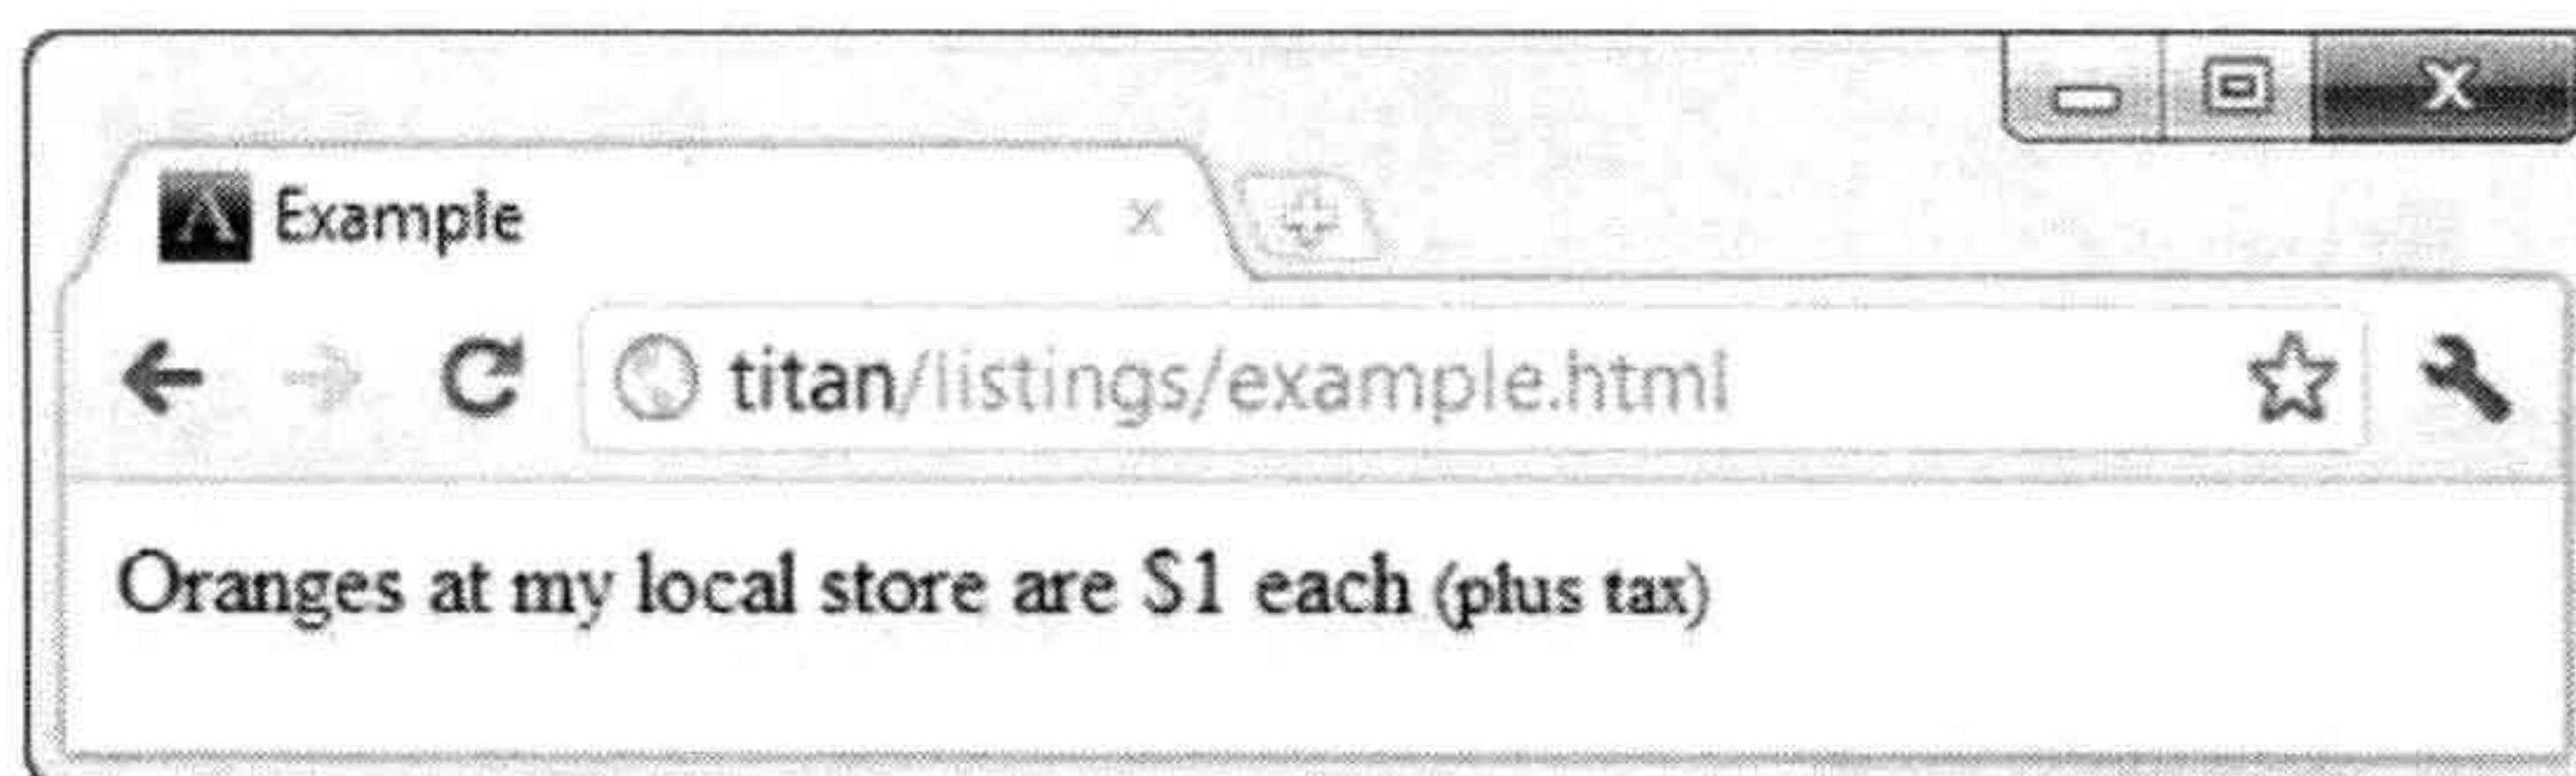 Example
titan/listings/example.html
Oranges at my local store are $1 each (plus tax)